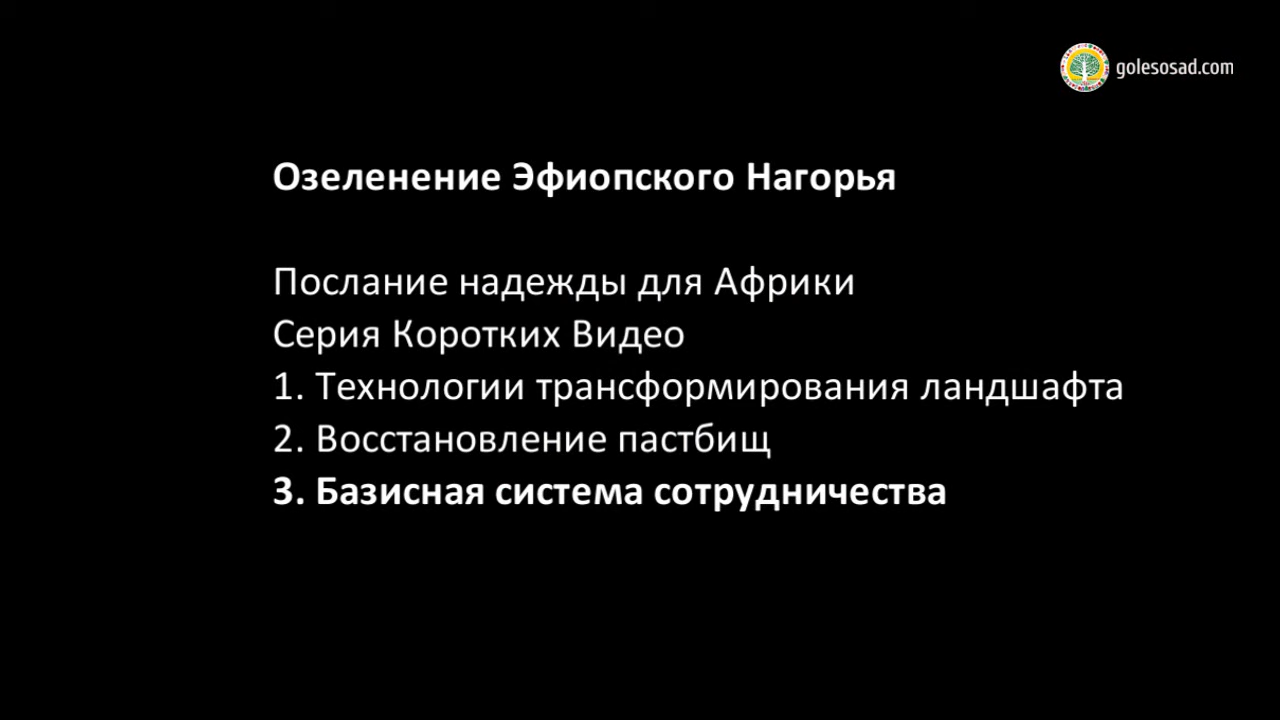 golesosad.com
Озеленение Эфиопского Нагорья
Послание надежды для Африки
Серия Коротких Видео
1. Технологии трансформирования ландшафта
2. Восстановление пастбищ
3. Базисная система сотрудничества